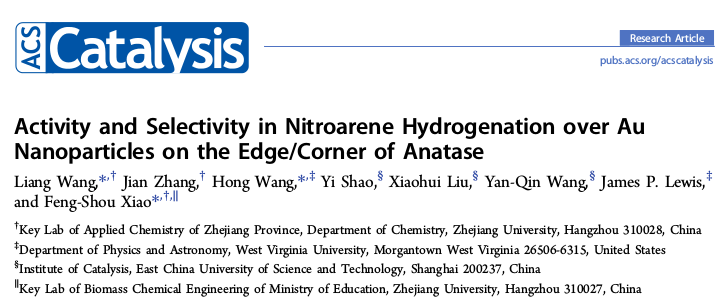 ACS Catalysis
Research Article
pubs.acs.org/acscatalysis
Activity and Selectivity in Nitroarene Hydrogenation over Au
Nanoparticles on the Edge/Corner of Anatase
Liang Wang,*,† Jian Zhang,† Hong Wang,*,‡ Yi Shao,§ Xiaohui Liu,§ Yan-Qin Wang,§ James P. Lewis,‡
and Feng-Shou Xiao*,†,∥
†Key Lab of Applied Chemistry of Zhejiang Province, Department of Chemistry, Zhejiang University, Hangzhou 310028, China
‡Department of Physics and Astronomy, West Virginia University, Morgantown West Virginia 26506-6315, United States
§Institute of Catalysis, East China University of Science and Technology, Shanghai 200237, China
∥Key Lab of Biomass Chemical Engineering of Ministry of Education, Zhejiang University, Hangzhou 310027, China